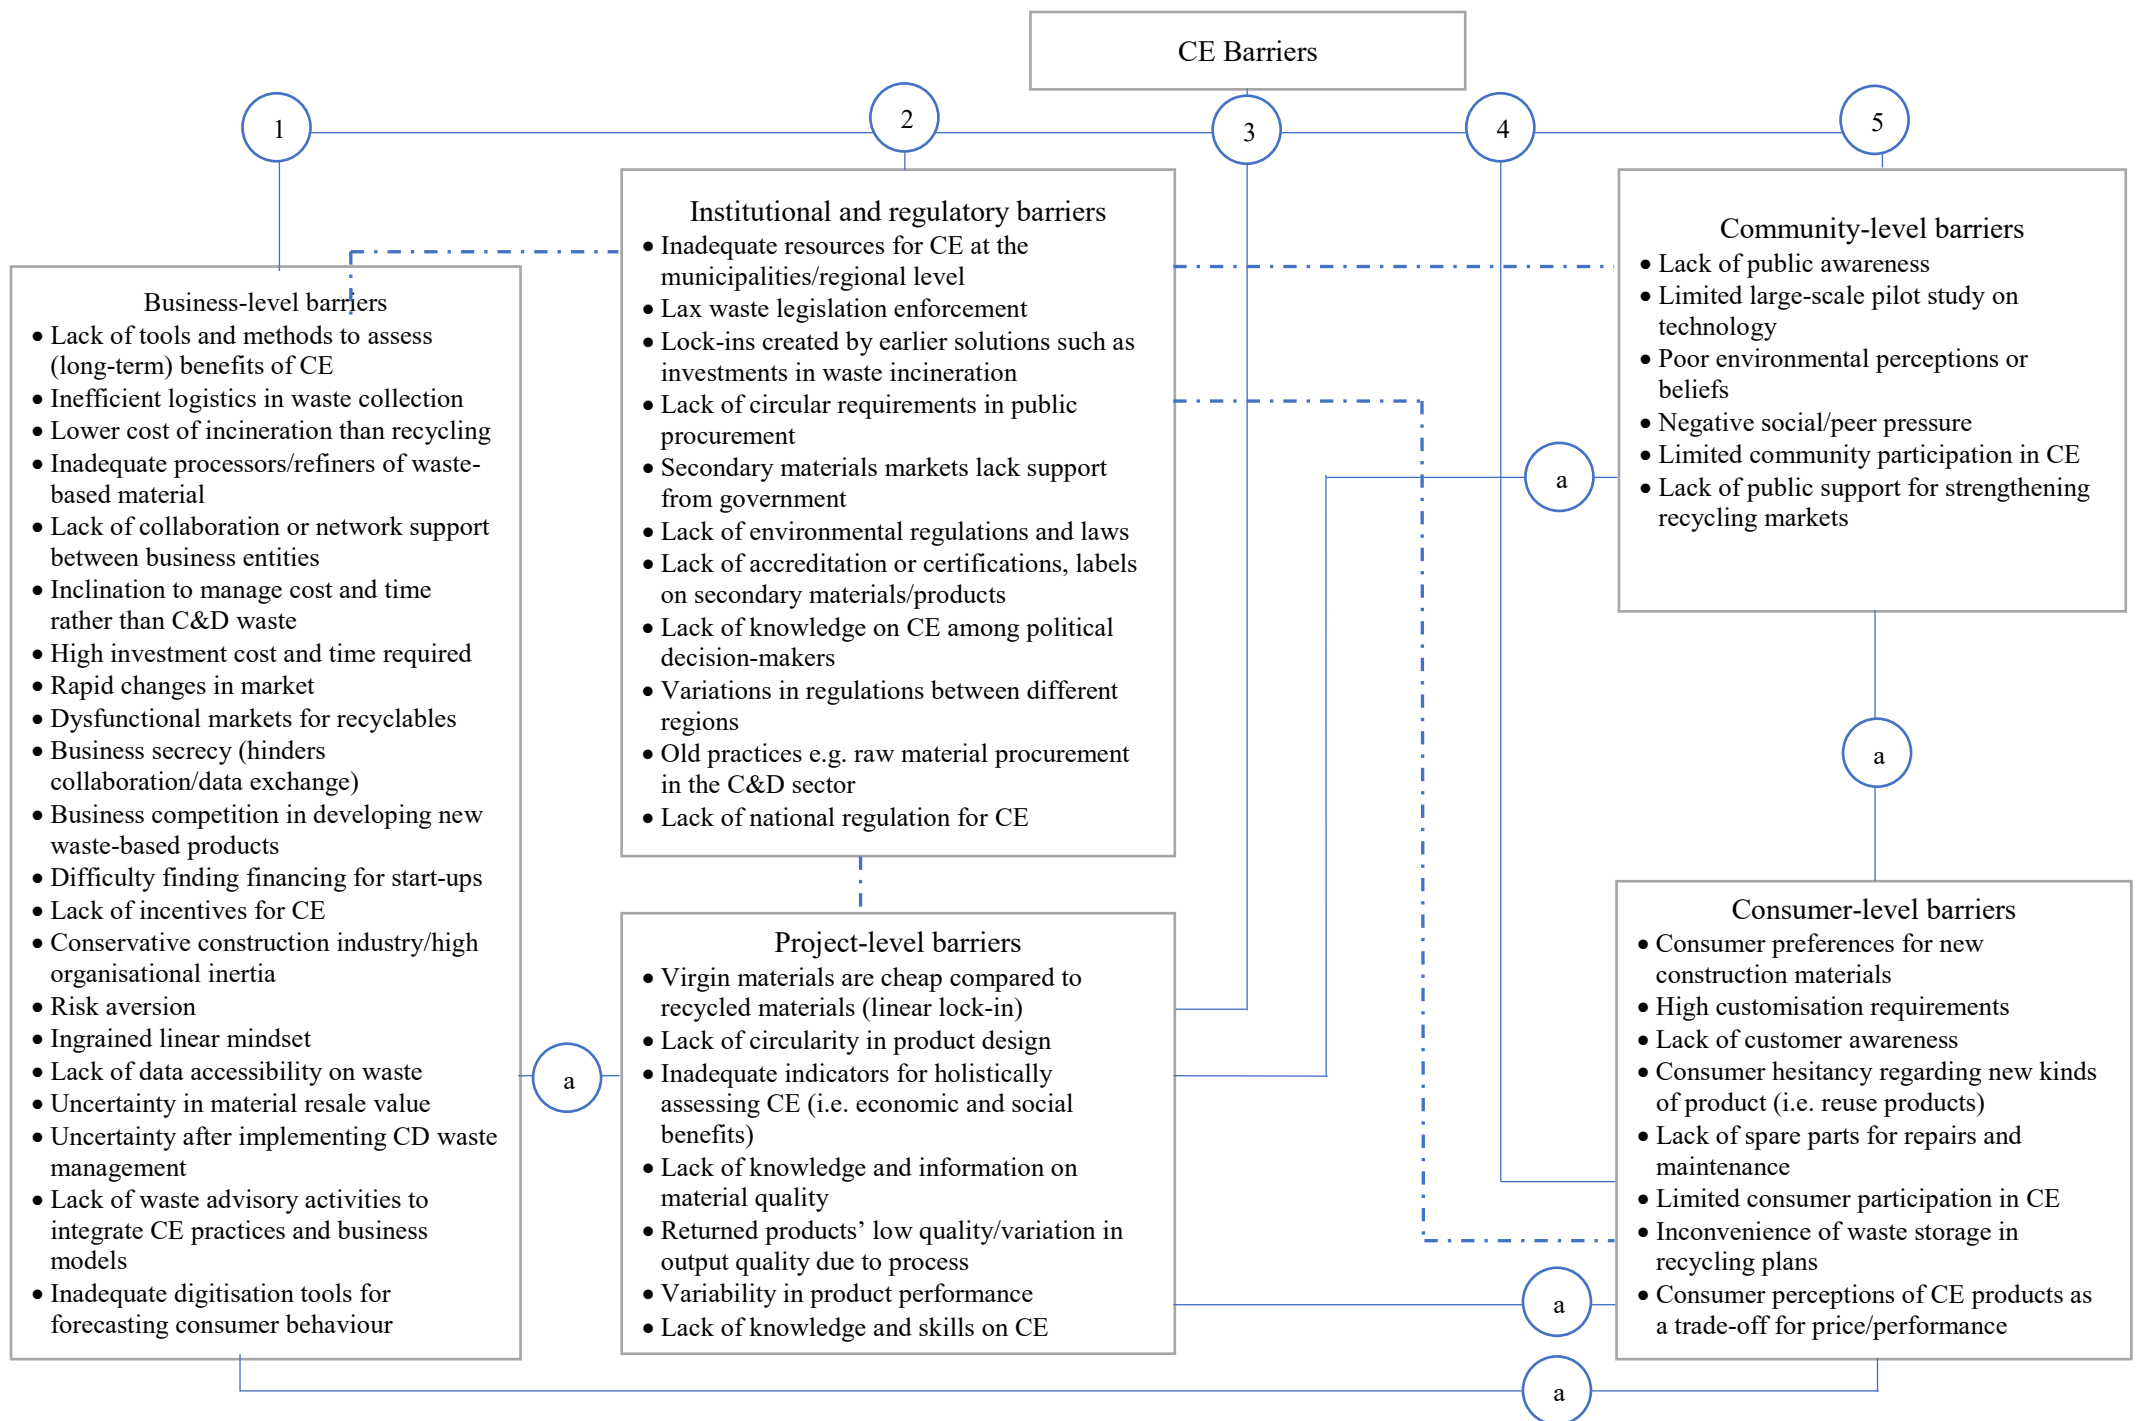 CE Barriers
1
2
3
4
5
Business-level barriers
• Lack of tools and methods to assess
(long-term) benefits of CE
• Inefficient logistics in waste collection
• Lower cost of incineration than recycling
• Inadequate processors/refiners of waste-
based material
• Lack of collaboration or network support
between business entities
• Inclination to manage cost and time
rather than C&D waste
• High investment cost and time required
• Rapid changes in market
• Dysfunctional markets for recyclables
• Business secrecy (hinders
collaboration/data exchange)
• Business competition in developing new
waste-based products
• Difficulty finding financing for start-ups
• Lack of incentives for CE
• Conservative construction industry/high
organisational inertia
• Risk aversion
• Ingrained linear mindset
• Lack of data accessibility on waste
• Uncertainty in material resale value
• Uncertainty after implementing CD waste
management
• Lack of waste advisory activities to
integrate CE practices and business
models
• Inadequate digitisation tools for
forecasting consumer behaviour
Institutional and regulatory barriers
• Inadequate resources for CE at the
municipalities/regional level
• Lax waste legislation enforcement
• Lock-ins created by earlier solutions such as
investments in waste incineration
• Lack of circular requirements in public
procurement
• Secondary materials markets lack support
from government
• Lack of environmental regulations and laws
• Lack of accreditation or certifications, labels
on secondary materials/products
• Lack of knowledge on CE among political
decision-makers
• Variations in regulations between different
regions
• Old practices e.g. raw material procurement
in the C&D sector
• Lack of national regulation for CE
Project-level barriers
• Virgin materials are cheap compared to
recycled materials (linear lock-in)
• Lack of circularity in product design
• Inadequate indicators for holistically
assessing CE (i.e. economic and social
benefits)
• Lack of knowledge and information on
material quality
• Returned products’ low quality/variation in
output quality due to process
• Variability in product performance
• Lack of knowledge and skills on CE
Community-level barriers
• Lack of public awareness
• Limited large-scale pilot study on
technology
• Poor environmental perceptions or
beliefs
• Negative social/peer pressure
• Limited community participation in CE
• Lack of public support for strengthening
recycling markets
Consumer-level barriers
• Consumer preferences for new
construction materials
• High customisation requirements
• Lack of customer awareness
• Consumer hesitancy regarding new kinds
of product (i.e. reuse products)
• Lack of spare parts for repairs and
maintenance
• Limited consumer participation in CE
• Inconvenience of waste storage in
recycling plans
• Consumer perceptions of CE products as
a trade-off for price/performance
a
a
a
a
a